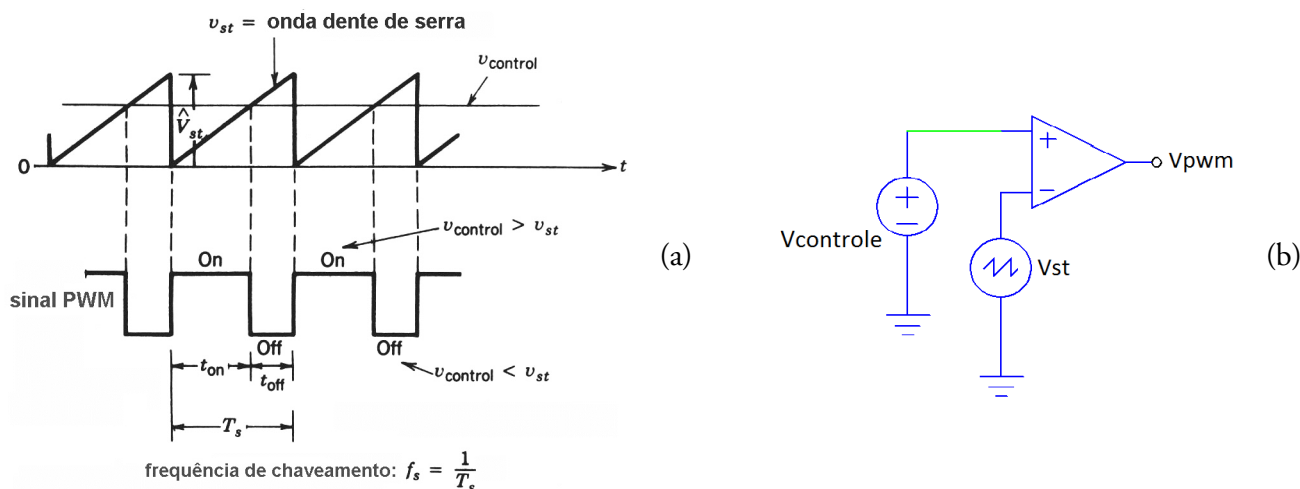 v_st = onda dente de serra
v_control
V̂_st
0
t
v_control > v_st
On
On
sinal PWM
Off
Off
t_on
t_off
v_control < v_st
T_s
frequência de chaveamento: f_s = 1/T_s
(a)
+
−
Vpwm
+
−
Vcontrole
Vst
(b)